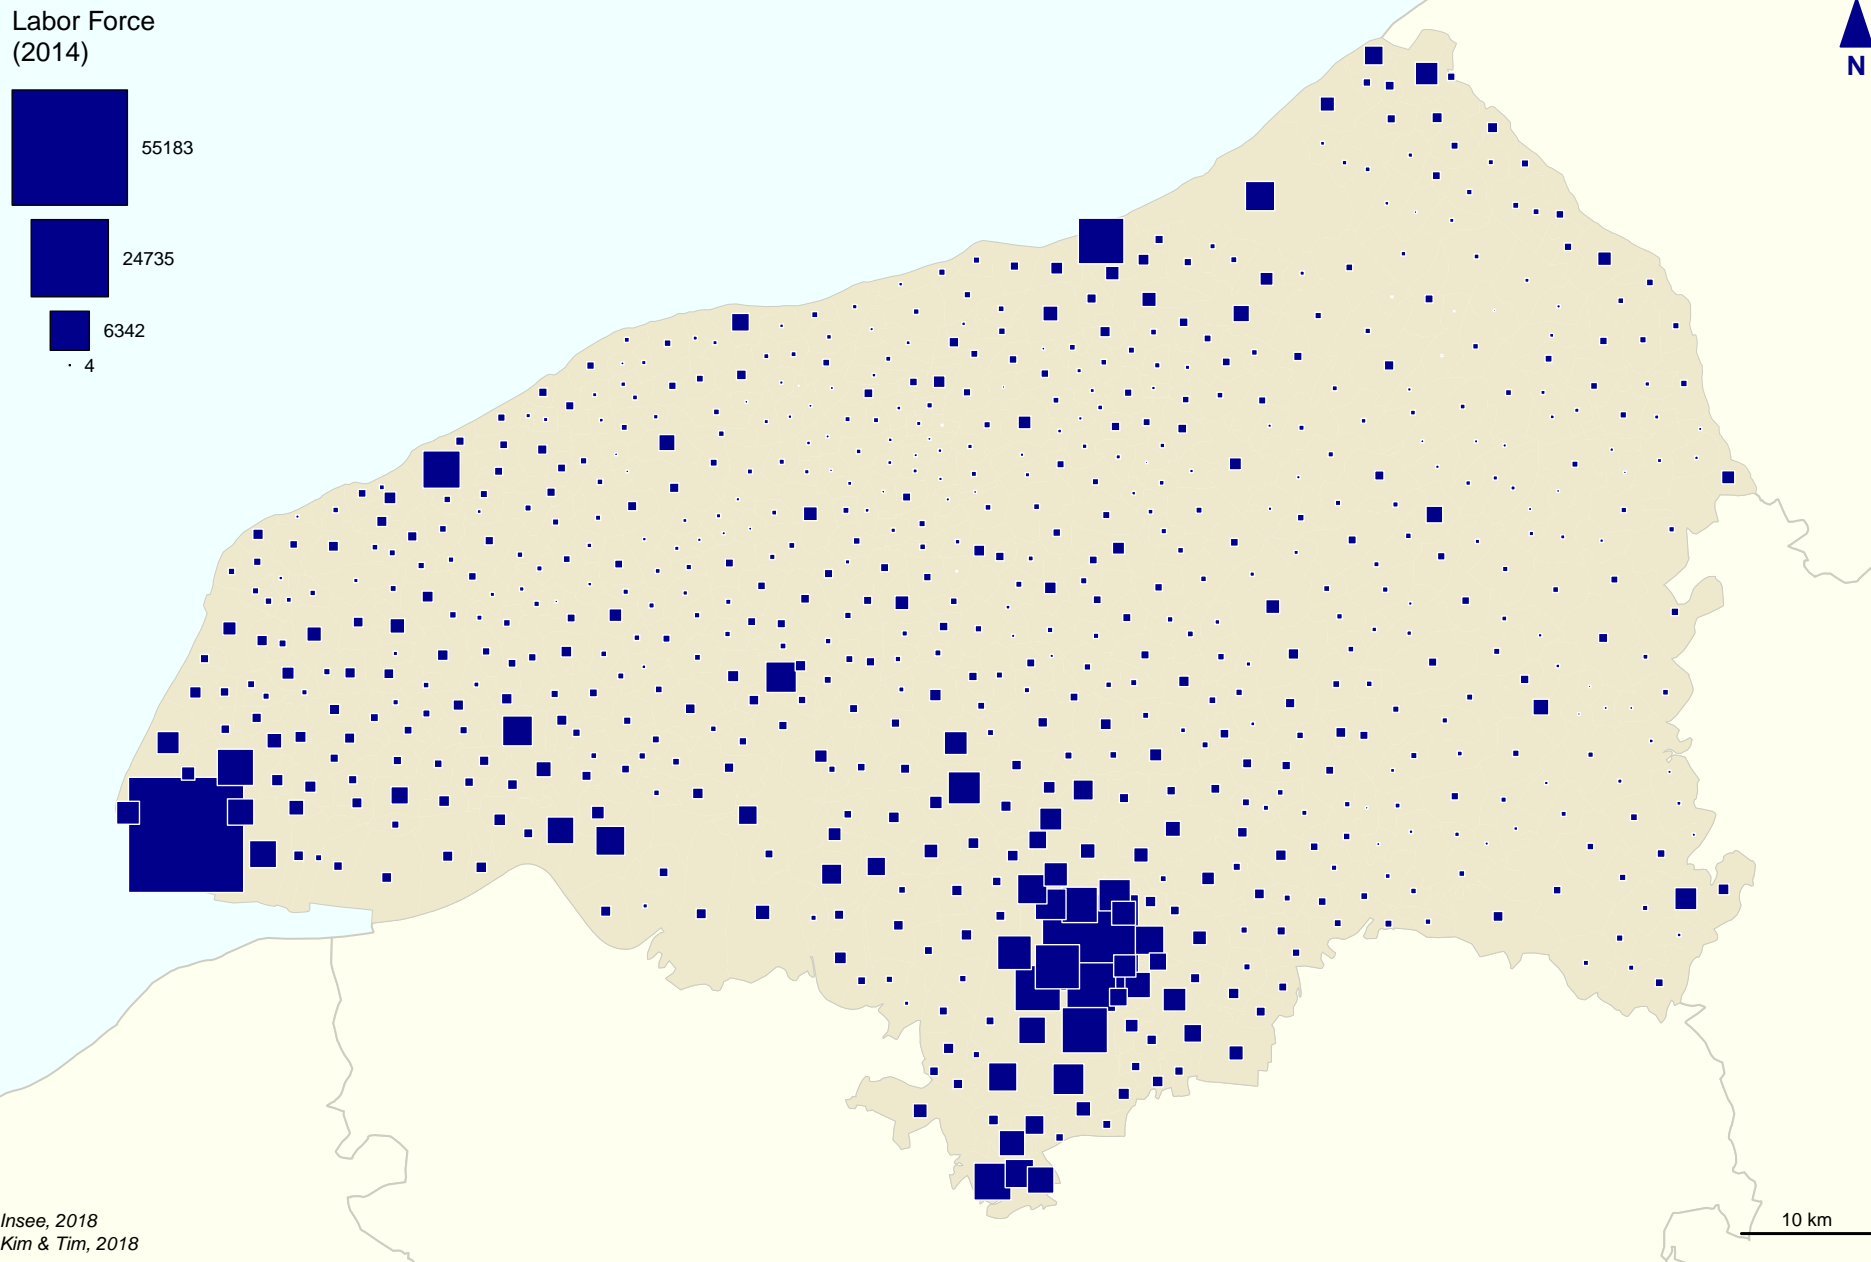 Labor Force
(2014)
55183
24735
6342
4
N
Insee, 2018
Kim & Tim, 2018
10 km